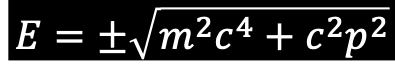 E = ±√(m²c⁴ + c²p²)